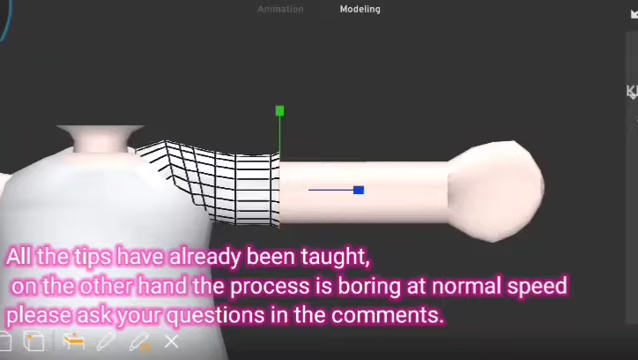 Animation Modeling
All the tips have already been taught,
on the other hand the process is boring at normal speed
please ask your questions in the comments.